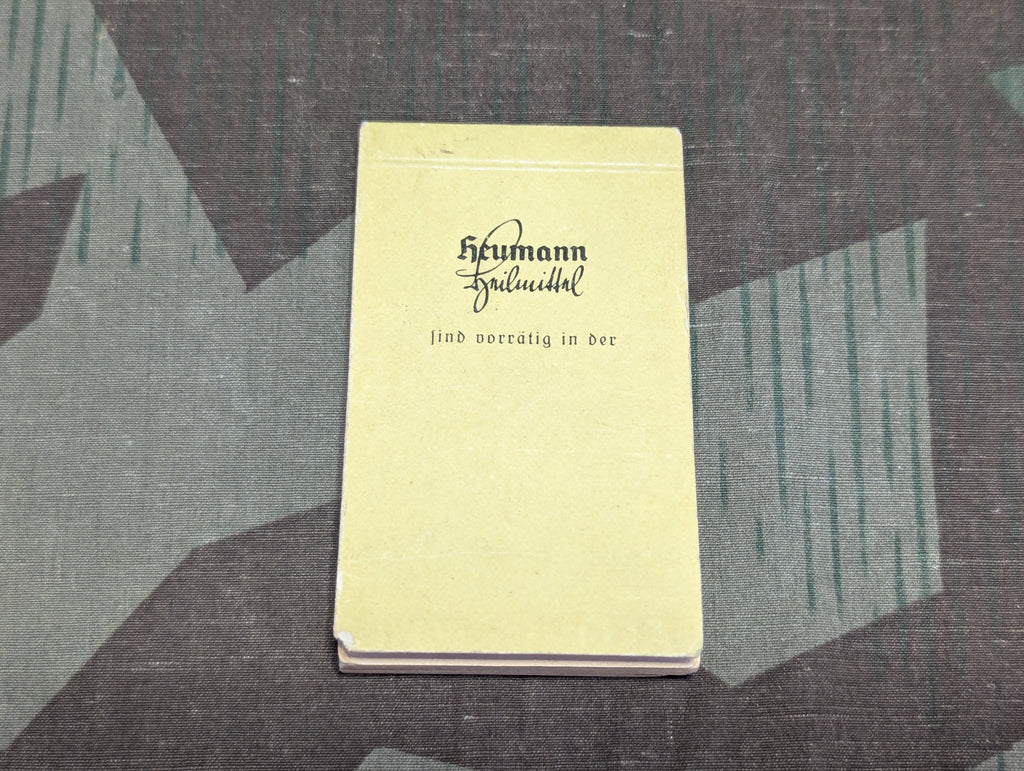 Heumann
Heilmittel
ſind vorrätig in der